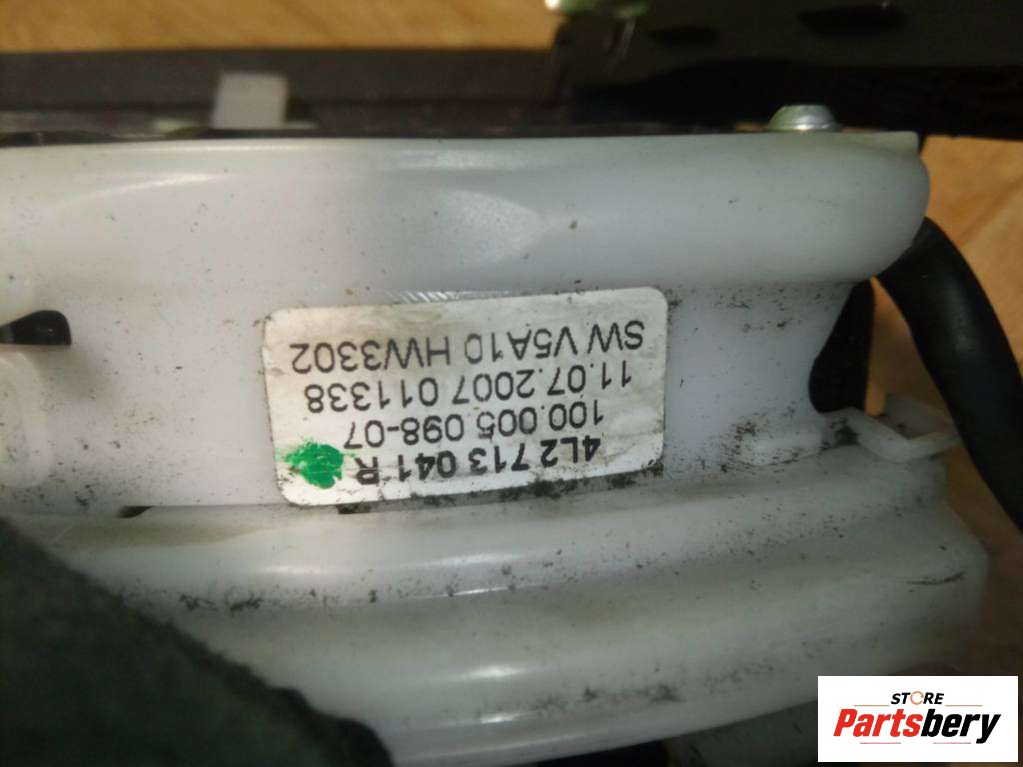 4L2 713 041 R
100.005 098-07
11.07.2007 011338
SW V5A10 HW3302
STORE
Partsbery